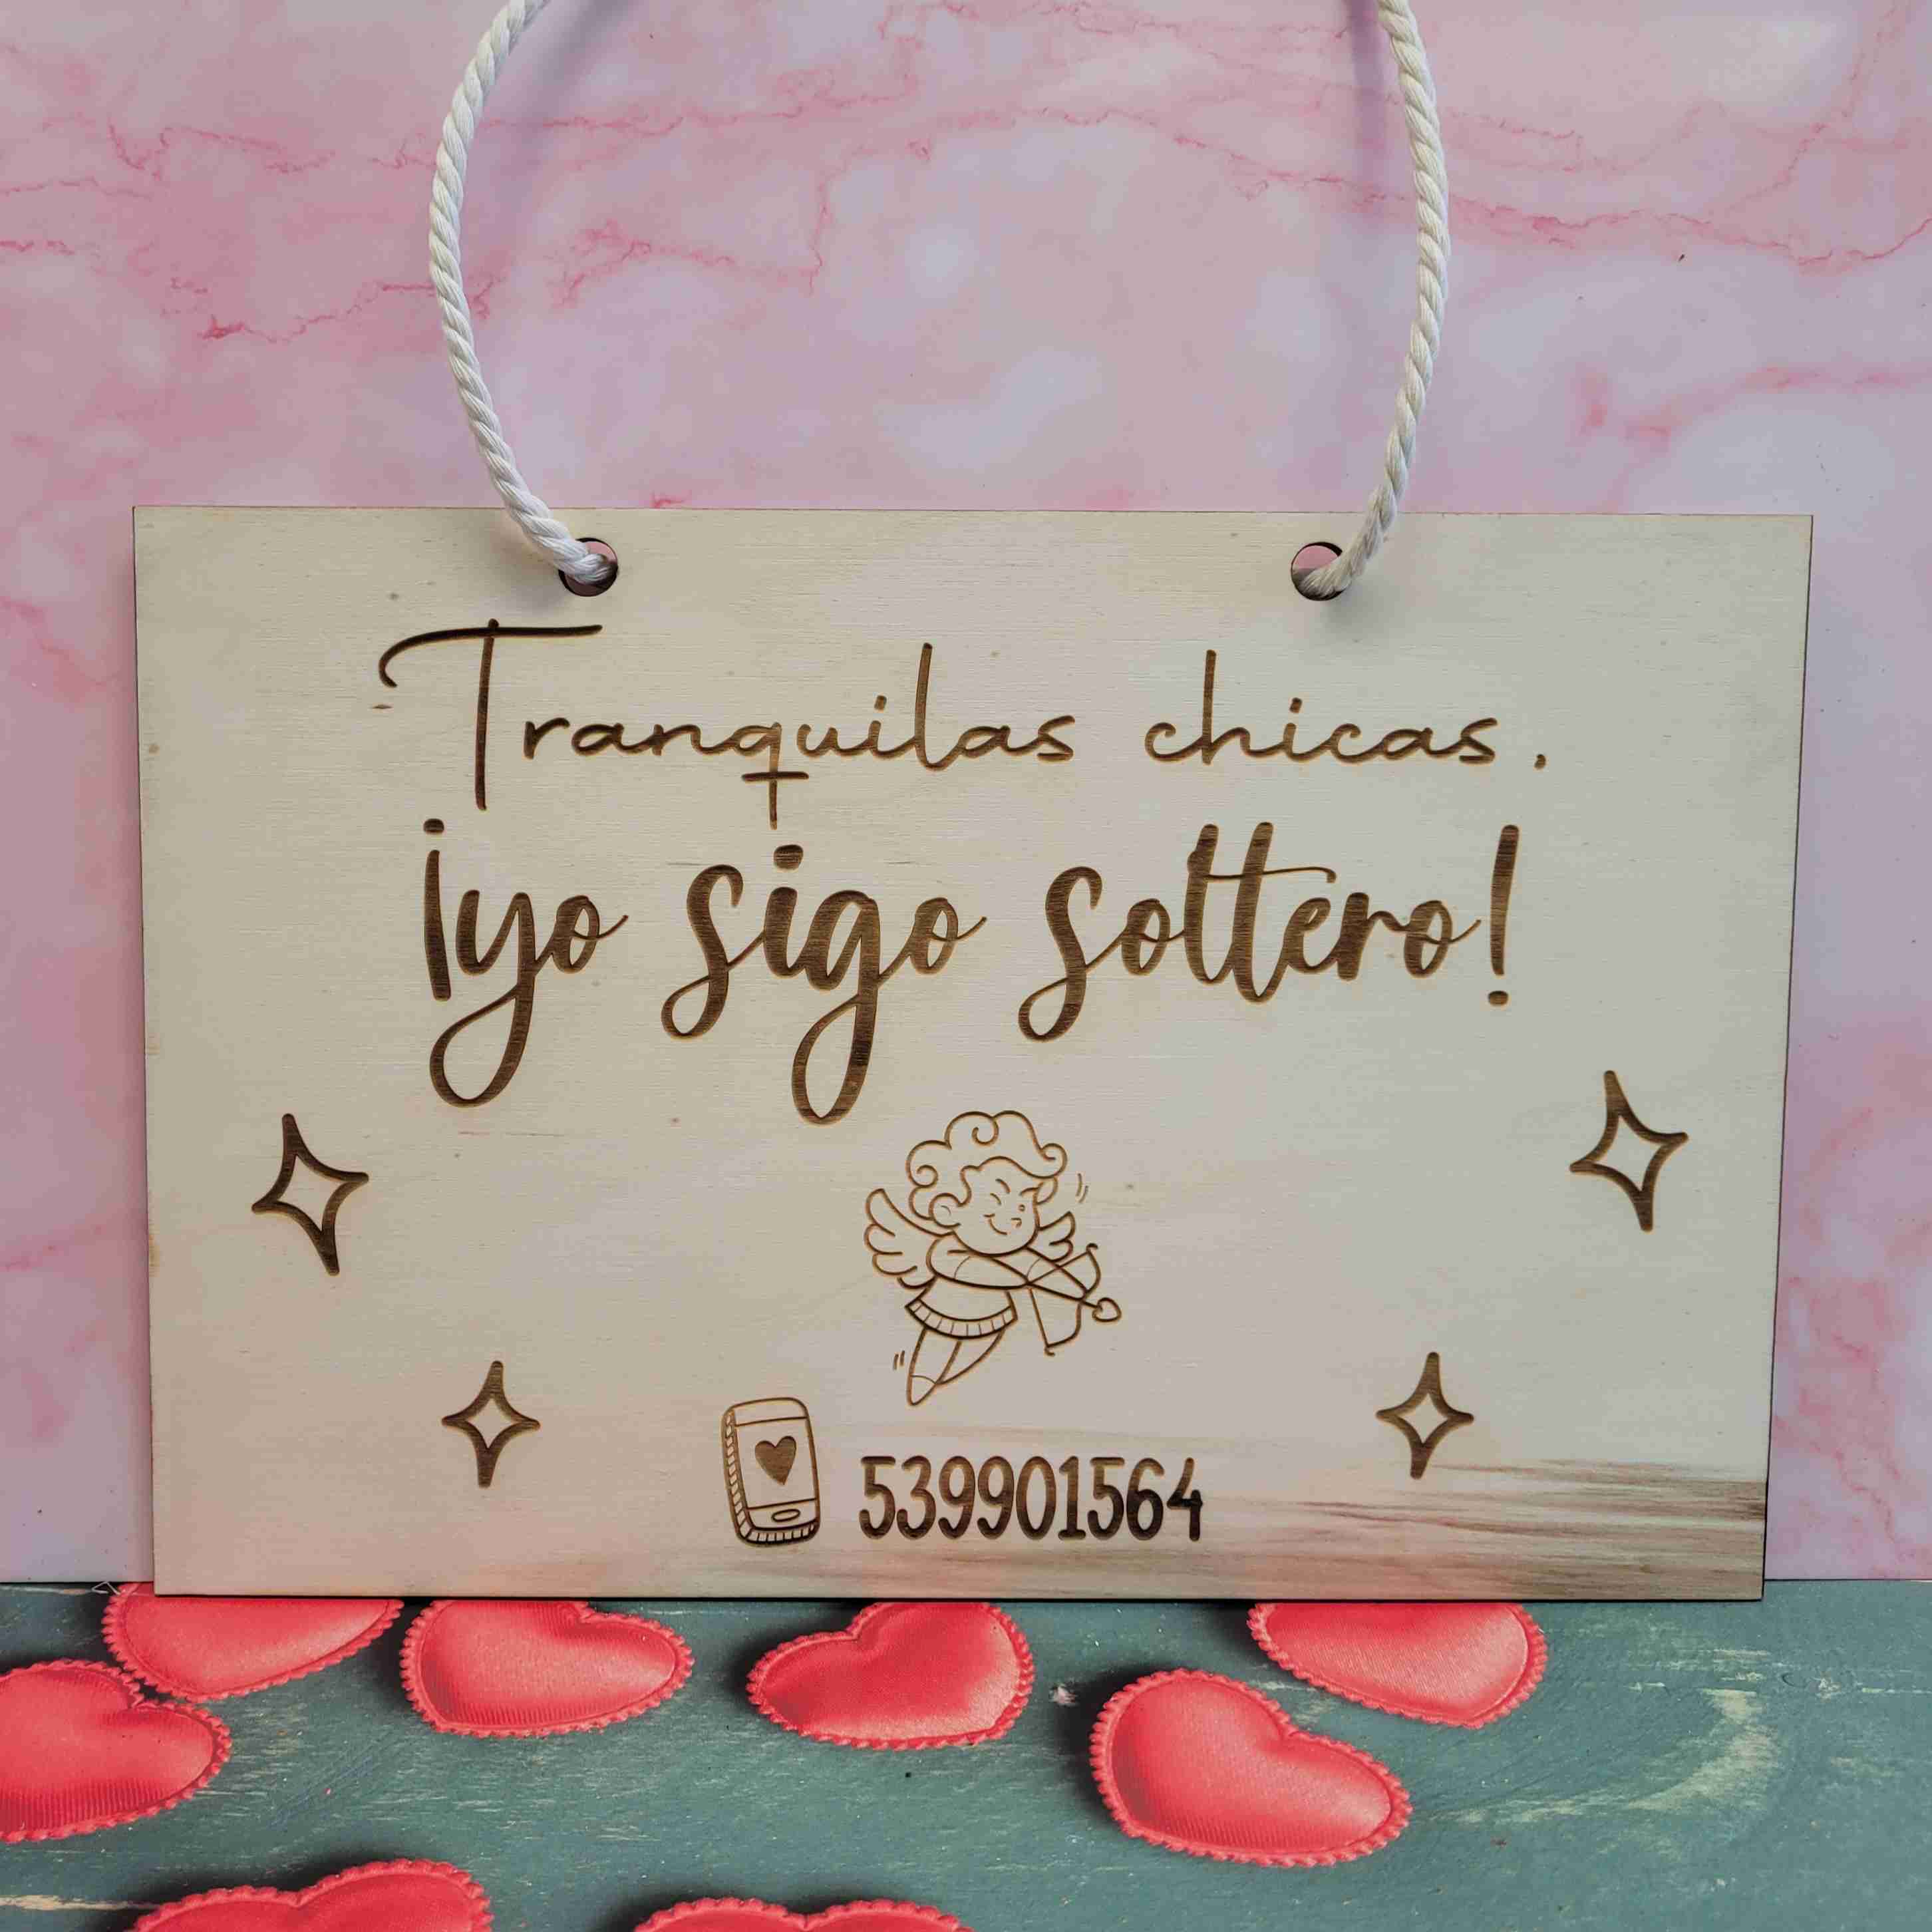 Tranquilas chicas,
¡yo sigo soltero!
539901564